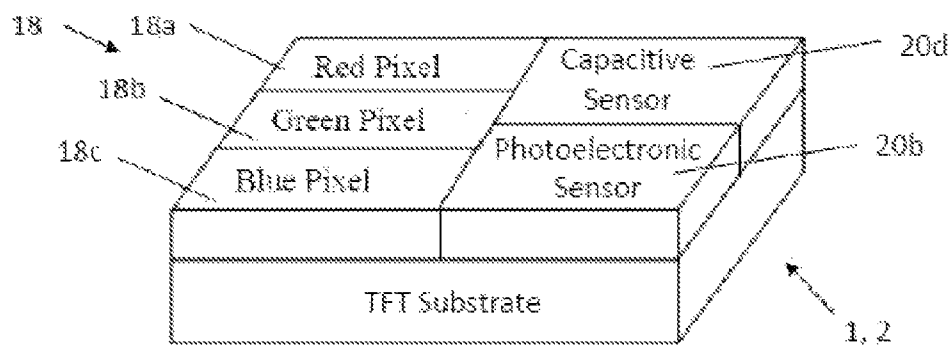 18
18a
Red Pixel
Capacitive
Sensor
20d
18b
Green Pixel
18c
Blue Pixel
Photoelectronic
Sensor
20b
TFT Substrate
1, 2